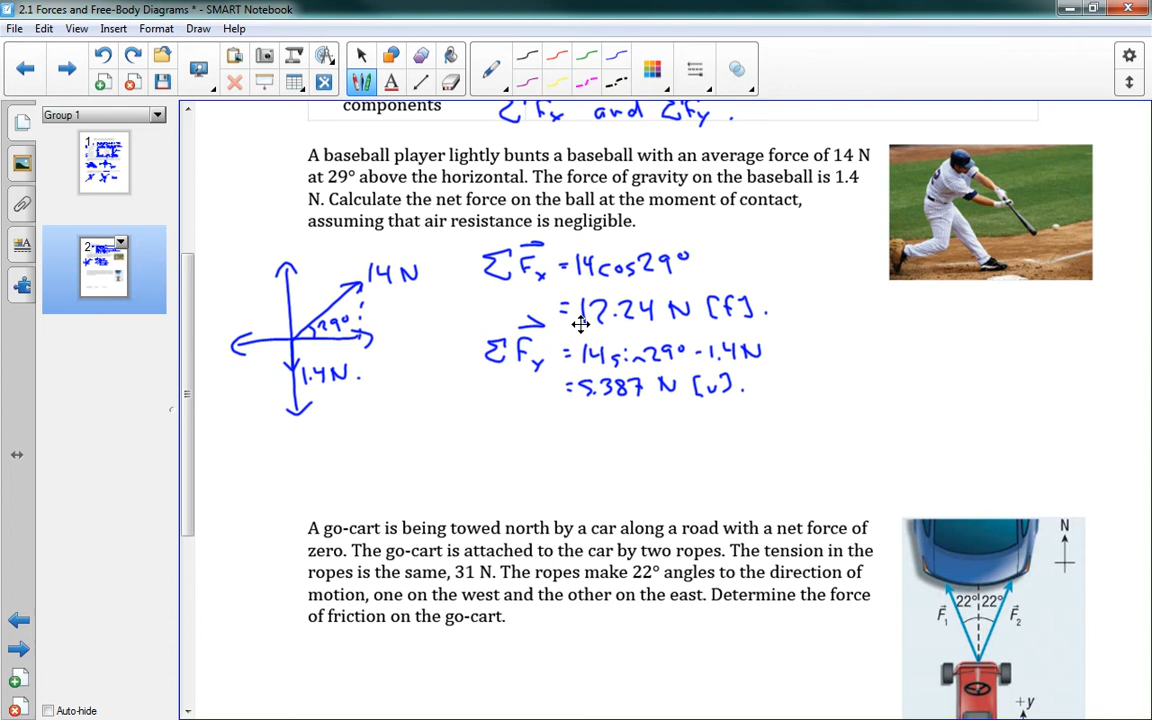 2.1 Forces and Free-Body Diagrams * - SMART Notebook
File Edit View Insert Format Draw Help
Group 1
1.
2
components
ΣFx and ΣFy.
A baseball player lightly bunts a baseball with an average force of 14 N
at 29° above the horizontal. The force of gravity on the baseball is 1.4
N. Calculate the net force on the ball at the moment of contact,
assuming that air resistance is negligible.
14 N
29°
1.4 N.
ΣFx = 14cos29°
= 12.24 N [f].
ΣFy = 14sin29° - 1.4N
= 5.387 N [u].
A go-cart is being towed north by a car along a road with a net force of
zero. The go-cart is attached to the car by two ropes. The tension in the
ropes is the same, 31 N. The ropes make 22° angles to the direction of
motion, one on the west and the other on the east. Determine the force
of friction on the go-cart.
N
22° 22°
F1 F2
+y
Auto-hide